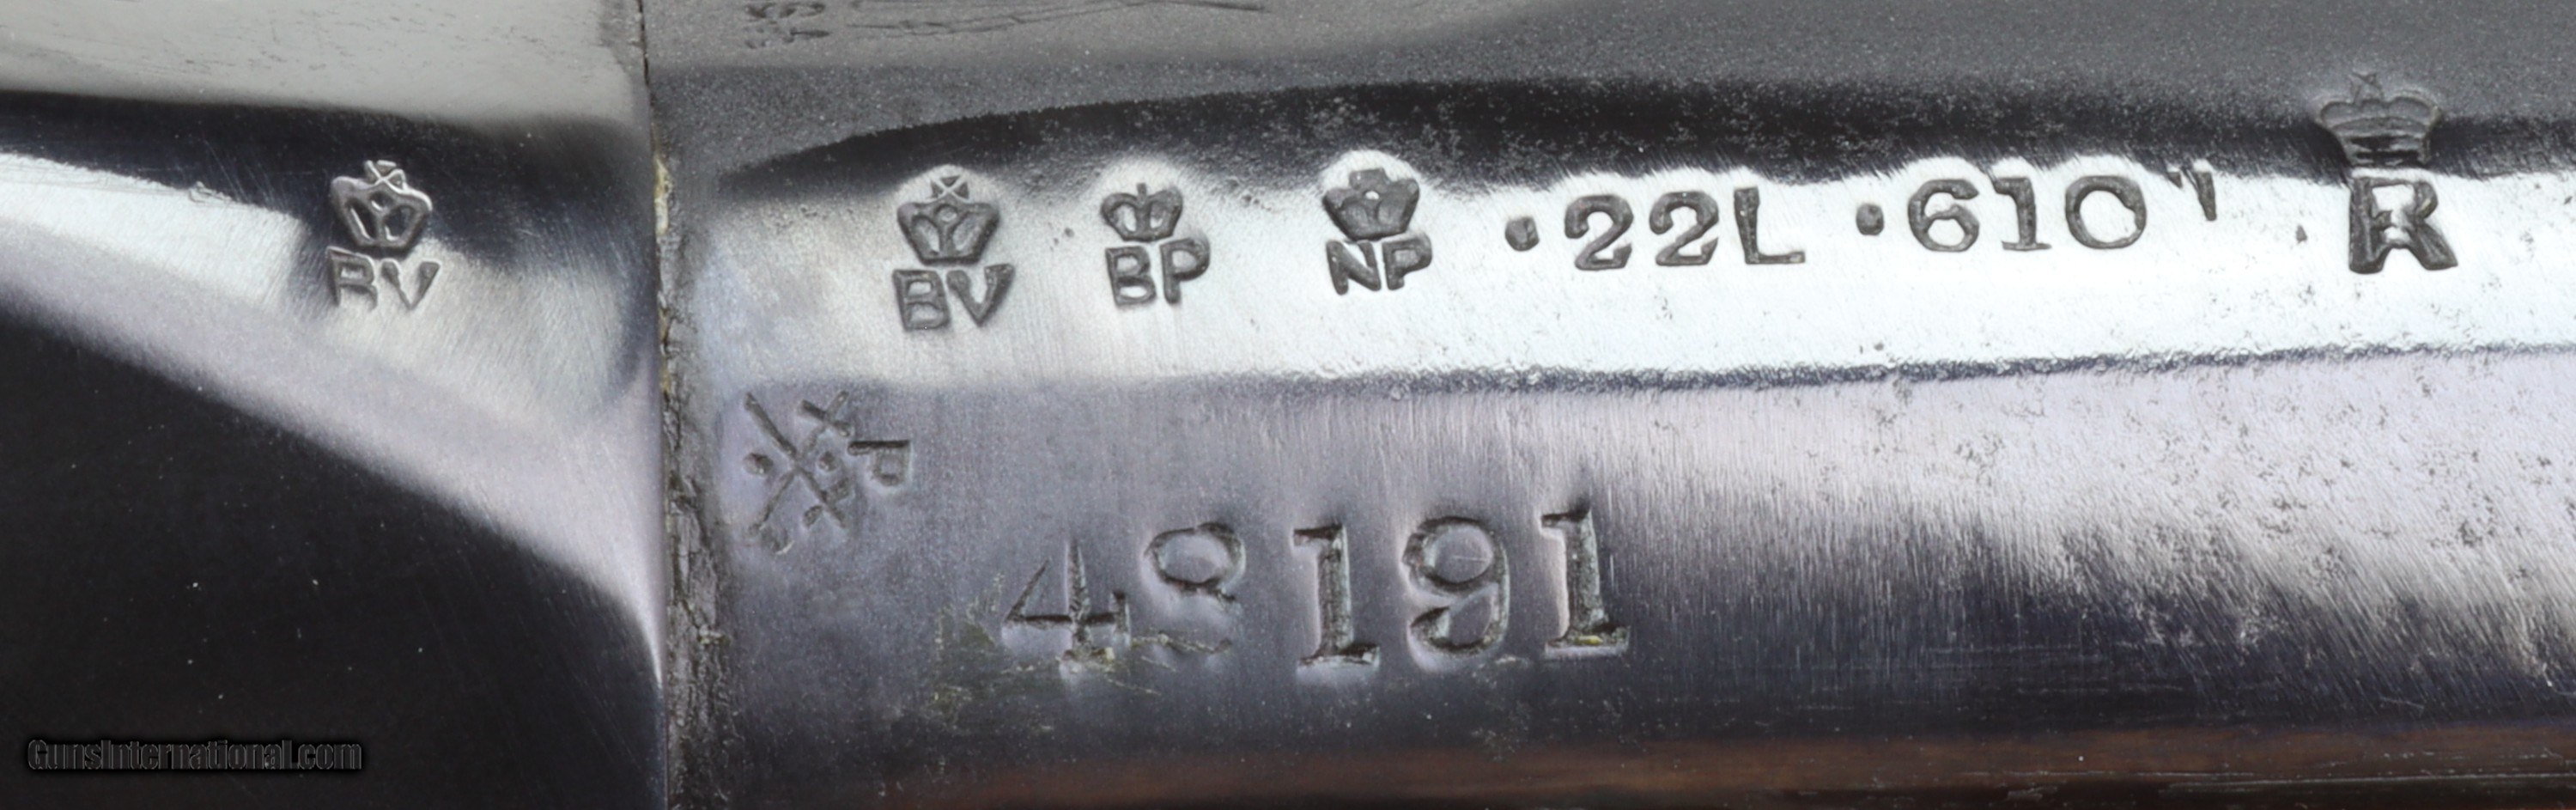 BV BV BP NP .22L .610" R
P
48191
GunsInternational.com